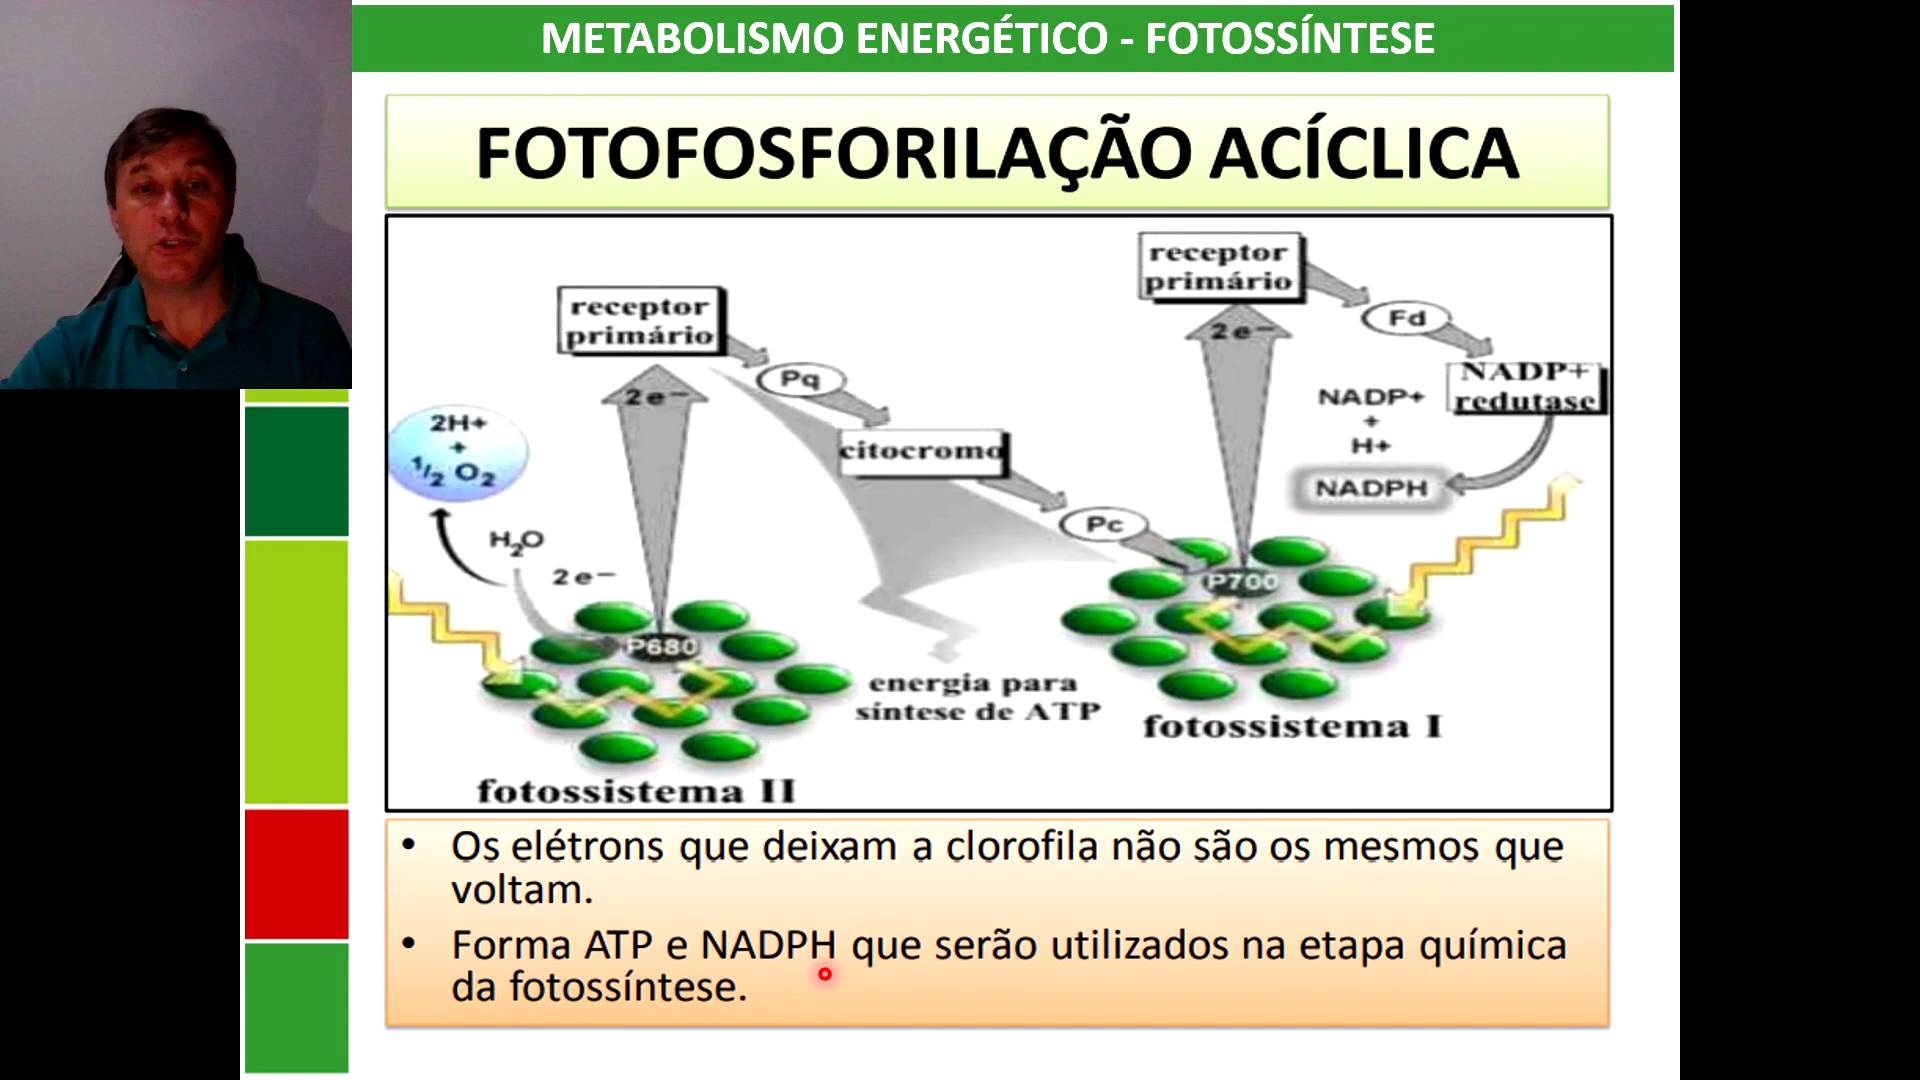 METABOLISMO ENERGÉTICO - FOTOSSÍNTESE
FOTOFOSFORILAÇÃO ACÍCLICA
receptor
primário
2 e–
Pq
citocromo
Pc
receptor
primário
2 e–
Fd
NADP+
redutase
NADP+
+
H+
NADPH
2H+
+
1/2 O2
H2O
2 e–
P680
P700
energia para
síntese de ATP
fotossistema I
fotossistema II
• Os elétrons que deixam a clorofila não são os mesmos que
voltam.
• Forma ATP e NADPH que serão utilizados na etapa química
da fotossíntese.